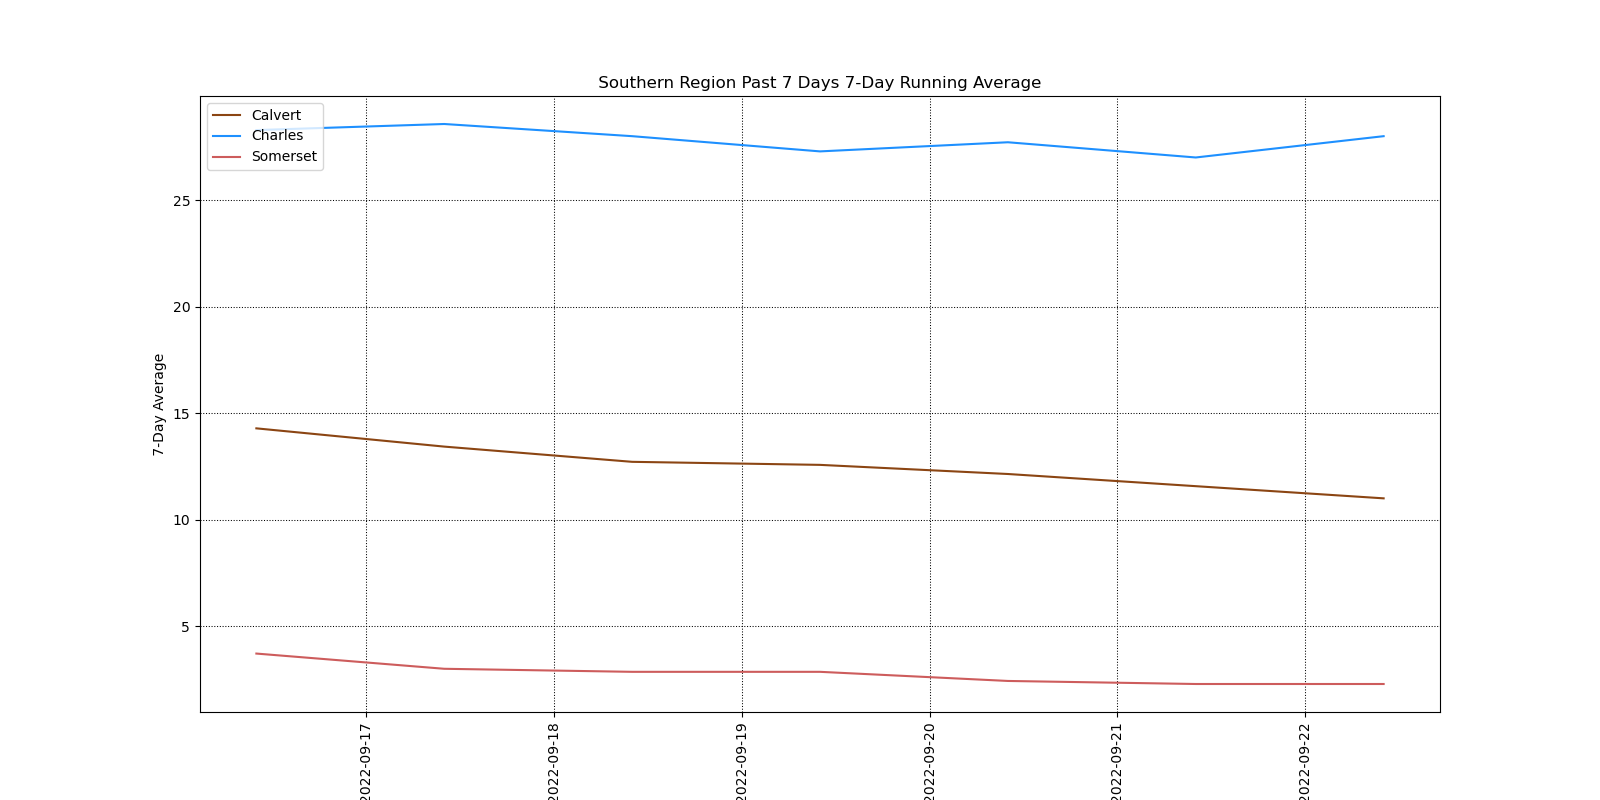 Southern Region Past 7 Days 7-Day Running Average
Calvert
Charles
Somerset
7-Day Average
25
20
15
10
5
2022-09-17
2022-09-18
2022-09-19
2022-09-20
2022-09-21
2022-09-22